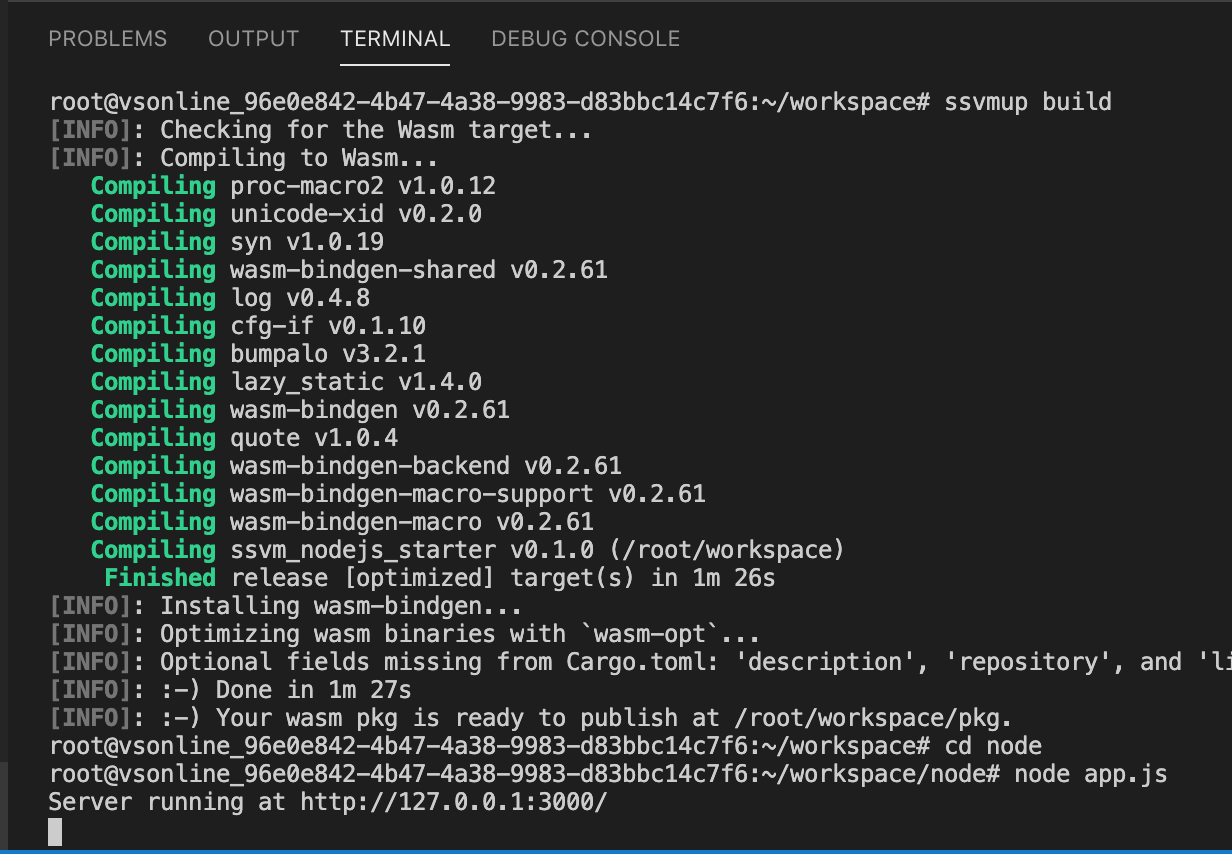 PROBLEMS OUTPUT TERMINAL DEBUG CONSOLE
root@vsonline_96e0e842-4b47-4a38-9983-d83bbc14c7f6:~/workspace# ssvmup build
[INFO]: Checking for the Wasm target...
[INFO]: Compiling to Wasm...
Compiling proc-macro2 v1.0.12
Compiling unicode-xid v0.2.0
Compiling syn v1.0.19
Compiling wasm-bindgen-shared v0.2.61
Compiling log v0.4.8
Compiling cfg-if v0.1.10
Compiling bumpalo v3.2.1
Compiling lazy_static v1.4.0
Compiling wasm-bindgen v0.2.61
Compiling quote v1.0.4
Compiling wasm-bindgen-backend v0.2.61
Compiling wasm-bindgen-macro-support v0.2.61
Compiling wasm-bindgen-macro v0.2.61
Compiling ssvm_nodejs_starter v0.1.0 (/root/workspace)
Finished release [optimized] target(s) in 1m 26s
[INFO]: Installing wasm-bindgen...
[INFO]: Optimizing wasm binaries with `wasm-opt`...
[INFO]: Optional fields missing from Cargo.toml: 'description', 'repository', and 'li
[INFO]: :-) Done in 1m 27s
[INFO]: :-) Your wasm pkg is ready to publish at /root/workspace/pkg.
root@vsonline_96e0e842-4b47-4a38-9983-d83bbc14c7f6:~/workspace# cd node
root@vsonline_96e0e842-4b47-4a38-9983-d83bbc14c7f6:~/workspace/node# node app.js
Server running at http://127.0.0.1:3000/